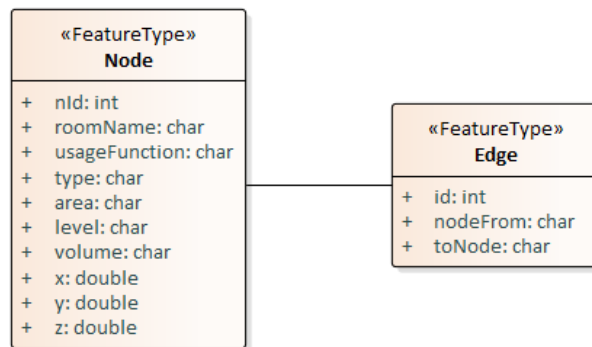 «FeatureType»
Node
+ nId: int
+ roomName: char
+ usageFunction: char
+ type: char
+ area: char
+ level: char
+ volume: char
+ x: double
+ y: double
+ z: double
«FeatureType»
Edge
+ id: int
+ nodeFrom: char
+ toNode: char